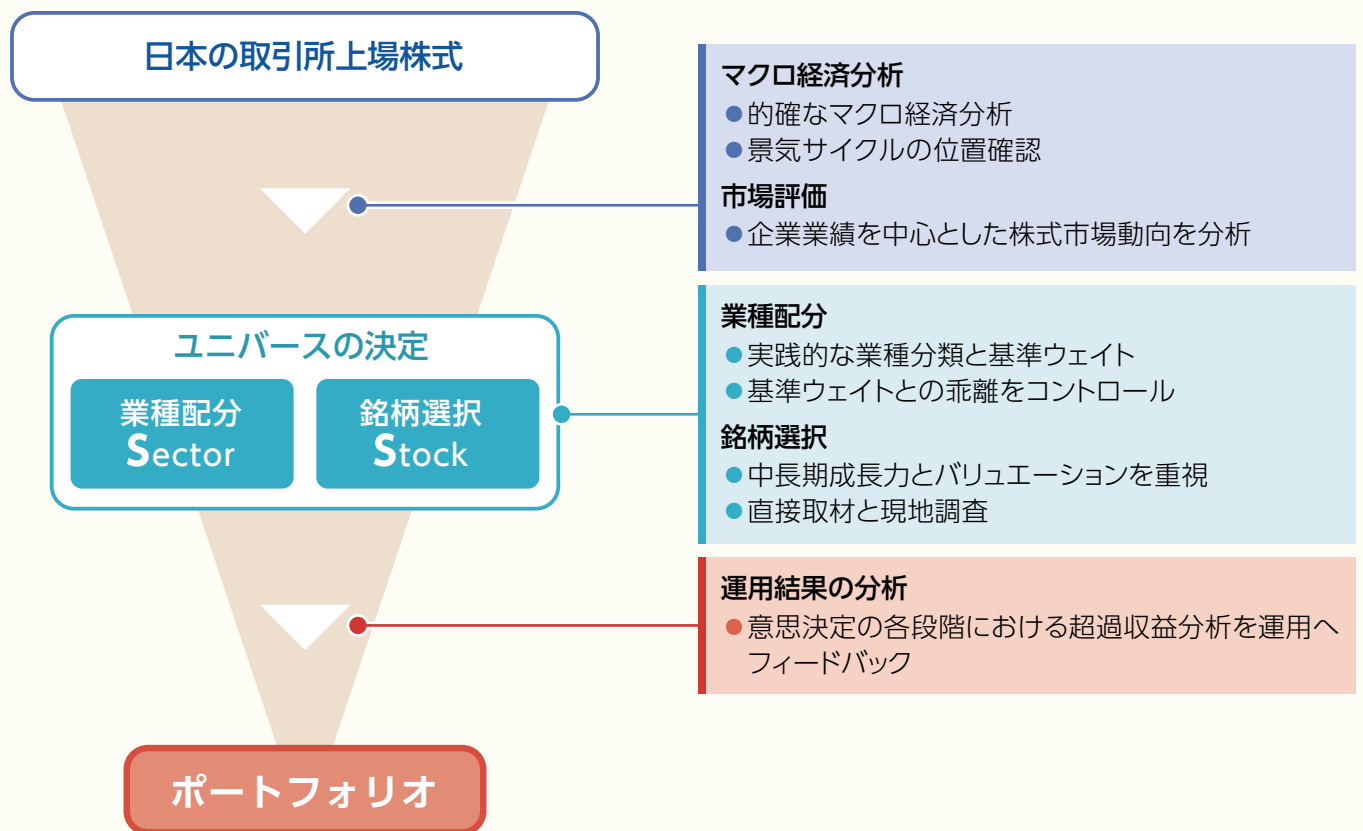 日本の取引所上場株式
マクロ経済分析
●的確なマクロ経済分析
●景気サイクルの位置確認
市場評価
●企業業績を中心とした株式市場動向を分析
ユニバースの決定
業種配分
Sector
銘柄選択
Stock
業種配分
●実践的な業種分類と基準ウェイト
●基準ウェイトとの乖離をコントロール
銘柄選択
●中長期成長力とバリュエーションを重視
●直接取材と現地調査
運用結果の分析
●意思決定の各段階における超過収益分析を運用へ
フィードバック
ポートフォリオ